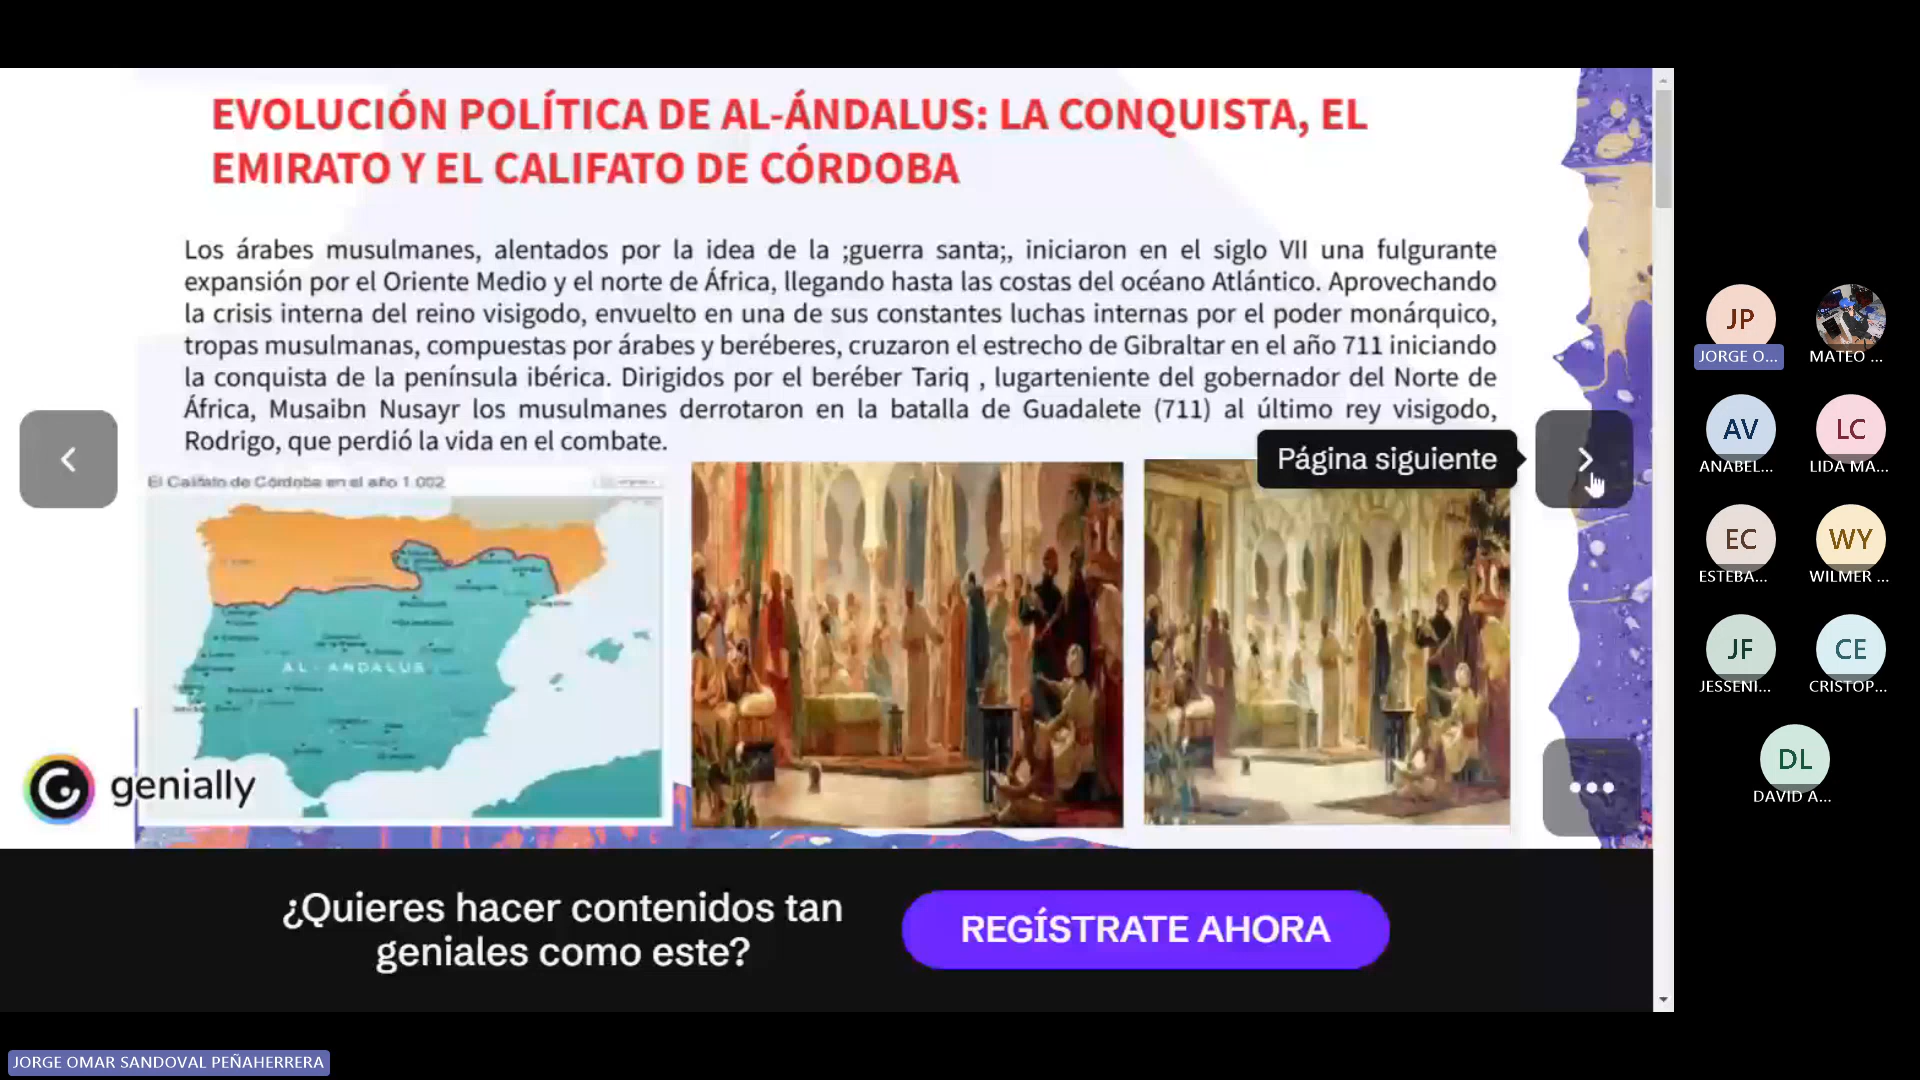 EVOLUCIÓN POLÍTICA DE AL-ÁNDALUS: LA CONQUISTA, EL
EMIRATO Y EL CALIFATO DE CÓRDOBA
Los árabes musulmanes, alentados por la idea de la ;guerra santa;, iniciaron en el siglo VII una fulgurante
expansión por el Oriente Medio y el norte de África, llegando hasta las costas del océano Atlántico. Aprovechando
la crisis interna del reino visigodo, envuelto en una de sus constantes luchas internas por el poder monárquico,
tropas musulmanas, compuestas por árabes y beréberes, cruzaron el estrecho de Gibraltar en el año 711 iniciando
la conquista de la península ibérica. Dirigidos por el beréber Tariq , lugarteniente del gobernador del Norte de
África, Musaibn Nusayr los musulmanes derrotaron en la batalla de Guadalete (711) al último rey visigodo,
Rodrigo, que perdió la vida en el combate.
Página siguiente
El Califato de Córdoba en el año 1.002
AL-ANDALUS
genially
¿Quieres hacer contenidos tan
geniales como este?
REGÍSTRATE AHORA
JP
JORGE O...
MATEO ...
AV
ANABEL...
LC
LIDA MA...
EC
ESTEBA...
WY
WILMER ...
JF
JESSENI...
CE
CRISTOP...
DL
DAVID A...
JORGE OMAR SANDOVAL PEÑAHERRERA